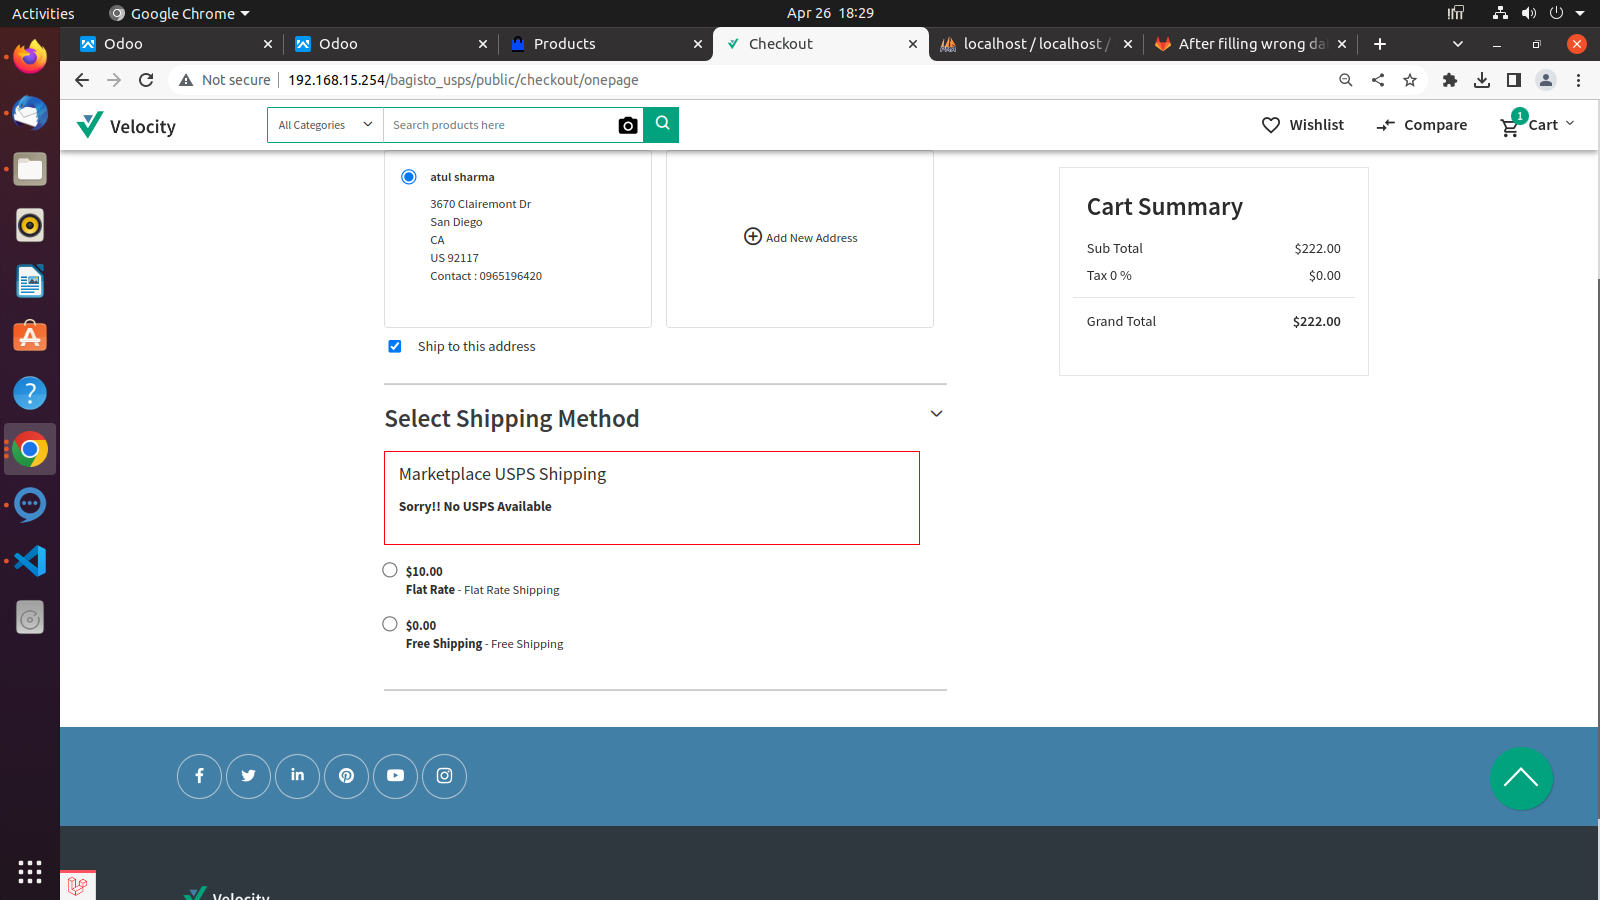 Activities
Google Chrome
Apr 26 18:29
Odoo
Odoo
Products
Checkout
localhost / localhost /
After filling wrong da
Not secure
192.168.15.254/bagisto_usps/public/checkout/onepage
Velocity
All Categories
Search products here
Wishlist
Compare
1
Cart
atul sharma
3670 Clairemont Dr
San Diego
CA
US 92117
Contact : 0965196420
Add New Address
Ship to this address
Cart Summary
Sub Total $222.00
Tax 0 % $0.00
Grand Total $222.00
Select Shipping Method
Marketplace USPS Shipping
Sorry!! No USPS Available
$10.00
Flat Rate - Flat Rate Shipping
$0.00
Free Shipping - Free Shipping
Velocity